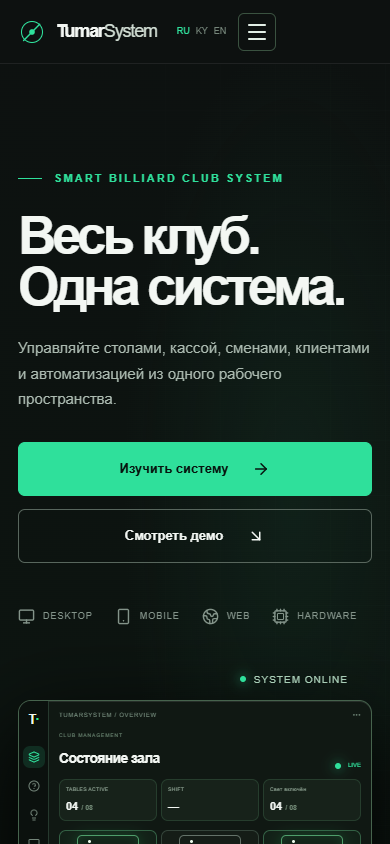 TumarSystem
RU KY EN
SMART BILLIARD CLUB SYSTEM
Весь клуб.
Одна система.
Управляйте столами, кассой, сменами, клиентами
и автоматизацией из одного рабочего
пространства.
Изучить систему
Смотреть демо
DESKTOP MOBILE WEB HARDWARE
SYSTEM ONLINE
T
TUMARSYSTEM / OVERVIEW
CLUB MANAGEMENT
Состояние зала
LIVE
TABLES ACTIVE SHIFT Свет включён
04 / 08 — 04 / 08